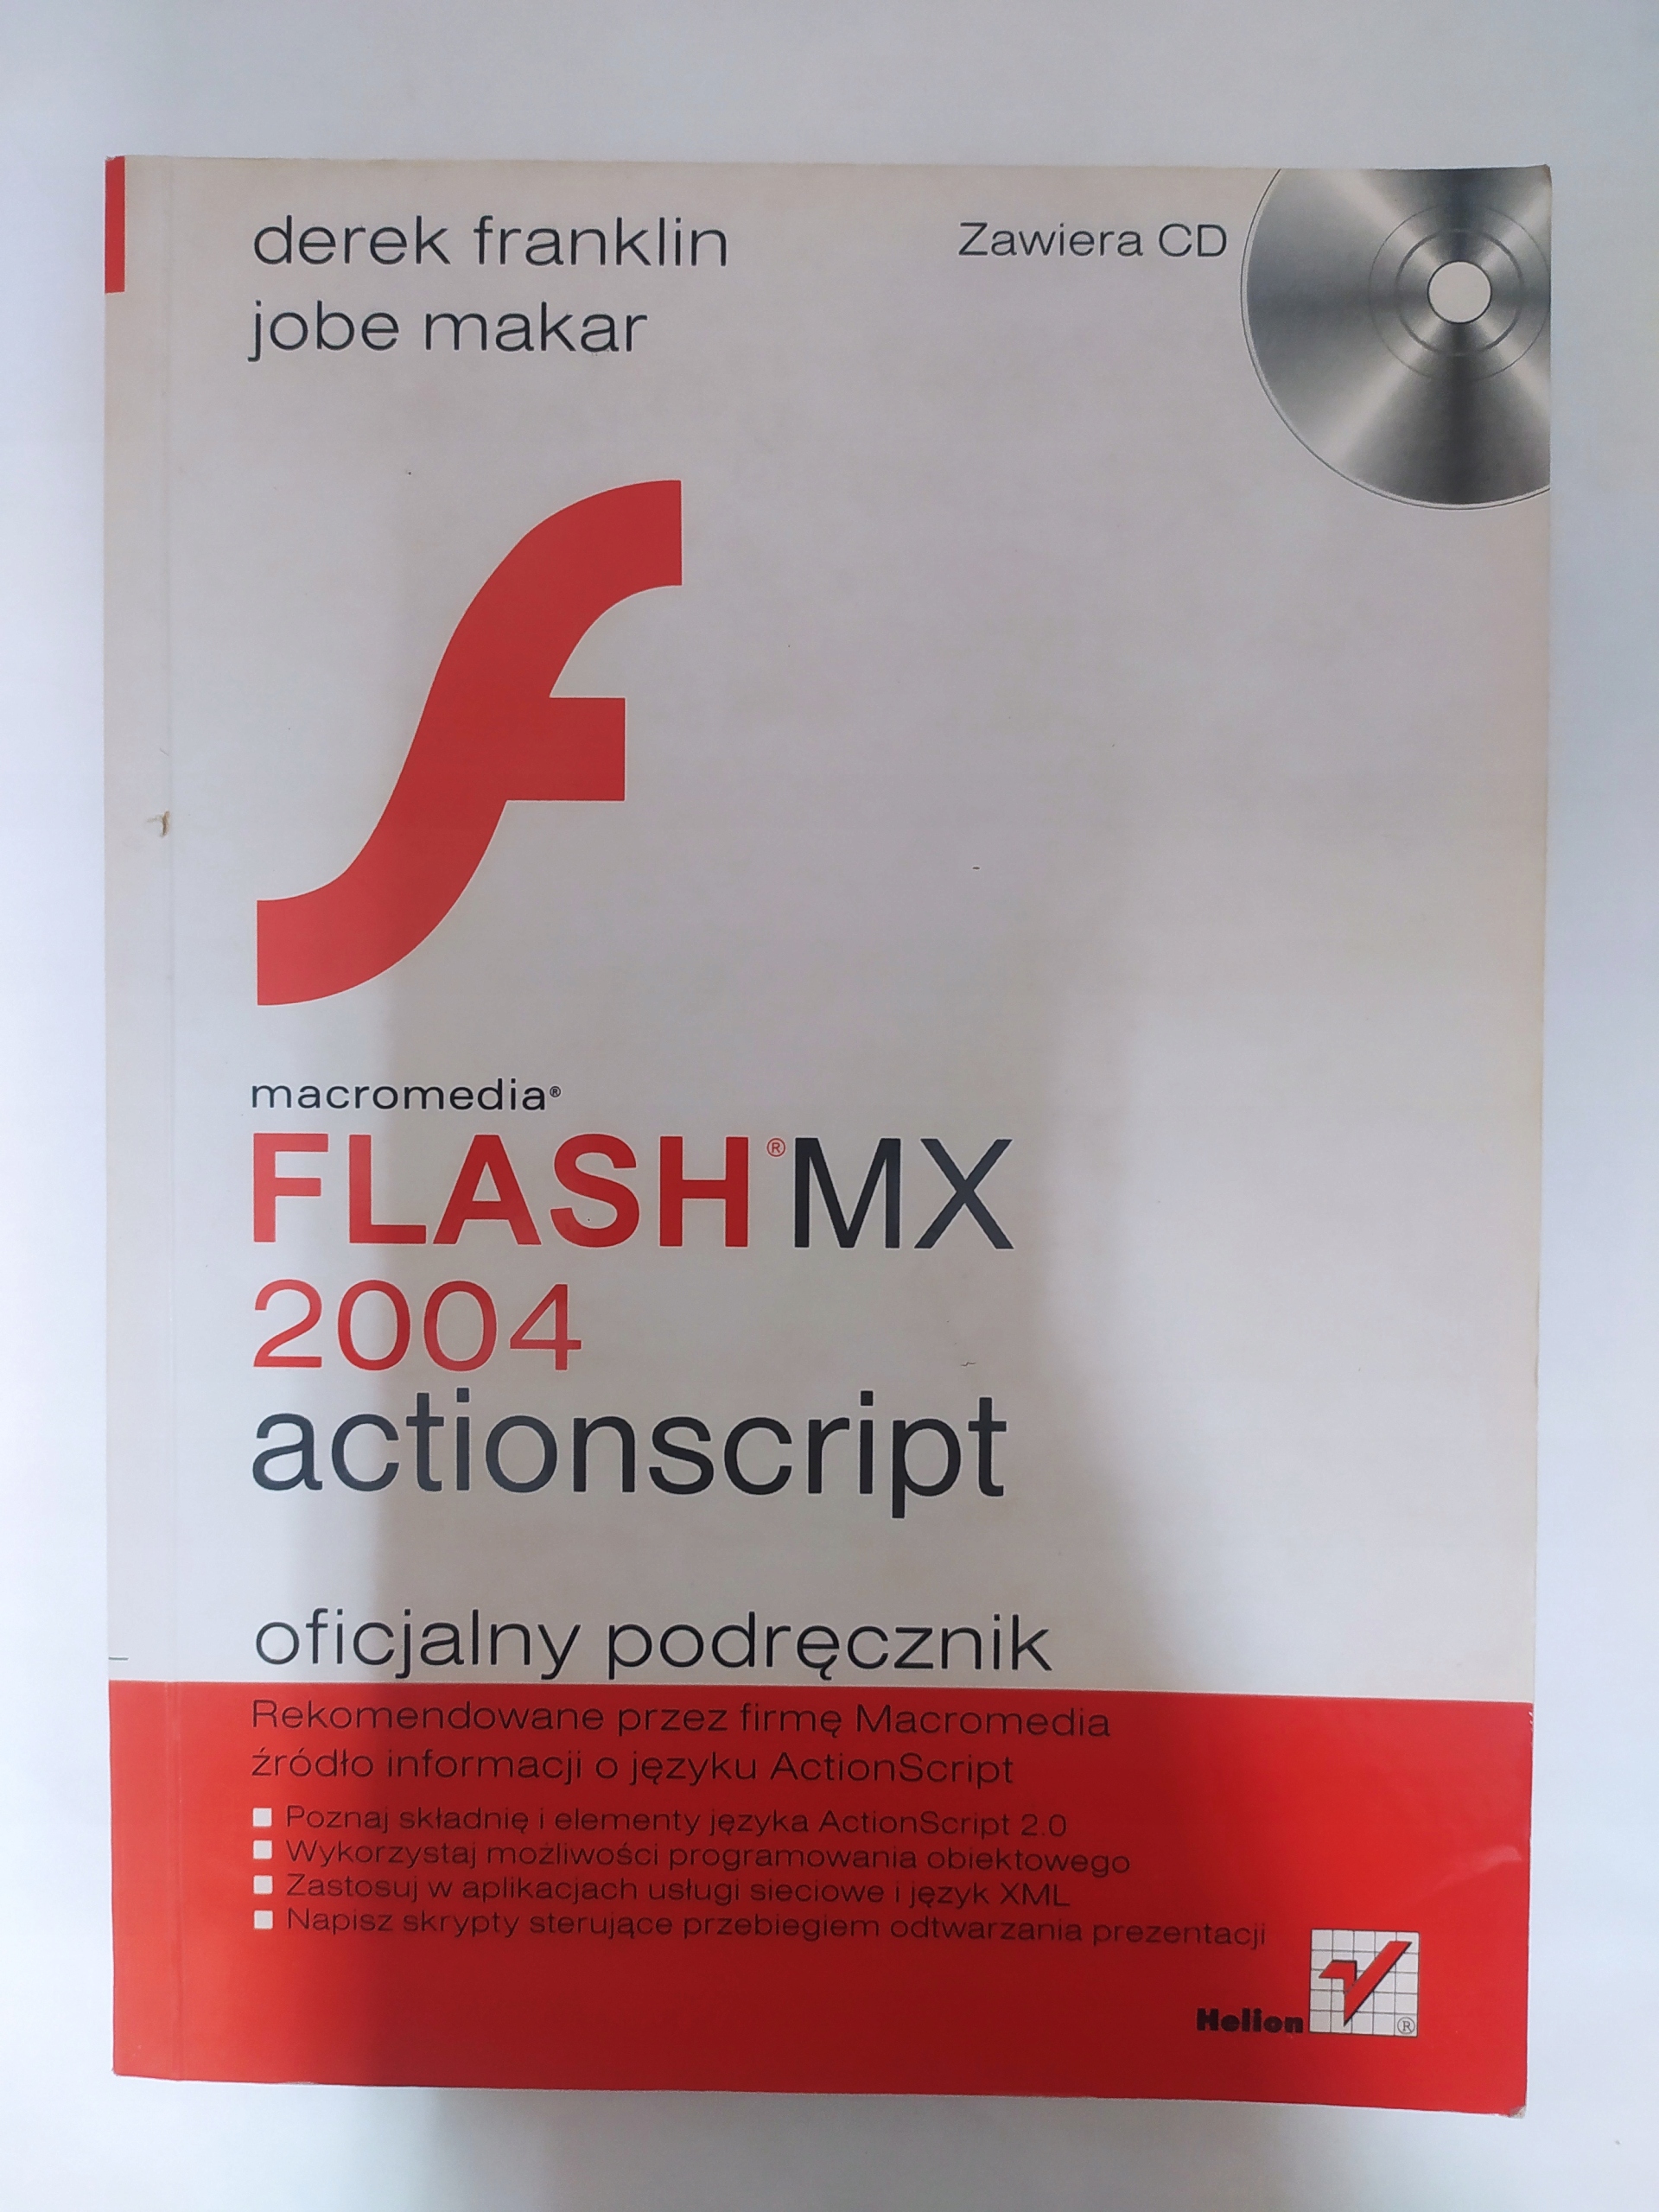 derek franklin
jobe makar
Zawiera CD
macromedia®
FLASH® MX
2004
actionscript
oficjalny podręcznik
Rekomendowane przez firmę Macromedia
źródło informacji o języku ActionScript
Poznaj składnię i elementy języka ActionScript 2.0
Wykorzystaj możliwości programowania obiektowego
Zastosuj w aplikacjach usługi sieciowe i język XML
Napisz skrypty sterujące przebiegiem odtwarzania prezentacji
Helion ®